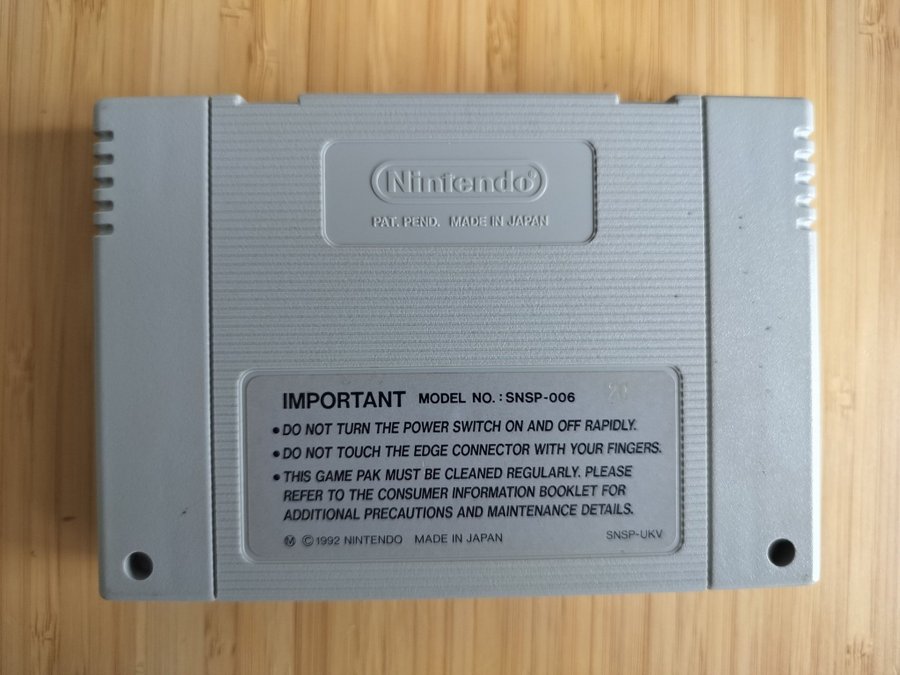 Nintendo®
PAT. PEND. MADE IN JAPAN
IMPORTANT MODEL NO.: SNSP-006
• DO NOT TURN THE POWER SWITCH ON AND OFF RAPIDLY.
• DO NOT TOUCH THE EDGE CONNECTOR WITH YOUR FINGERS.
• THIS GAME PAK MUST BE CLEANED REGULARLY. PLEASE
REFER TO THE CONSUMER INFORMATION BOOKLET FOR
ADDITIONAL PRECAUTIONS AND MAINTENANCE DETAILS.
Ⓜ © 1992 NINTENDO MADE IN JAPAN
SNSP-UKV